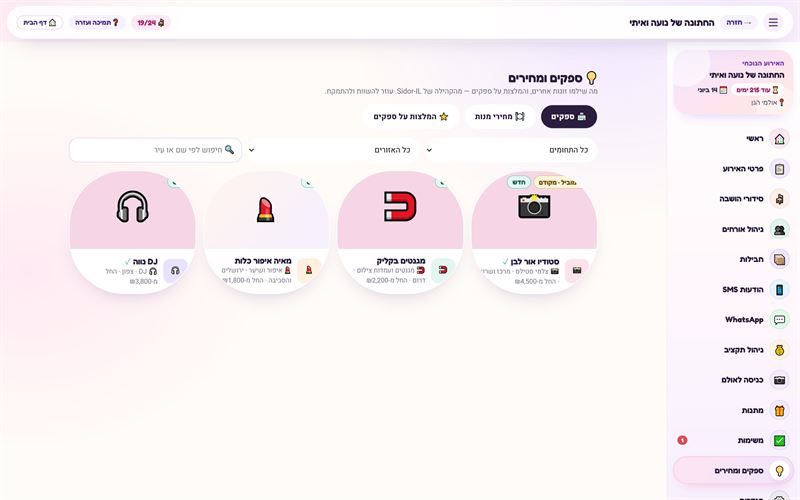 החתונה של נועה ואיתי
חזרה →
19/24
תמיכה ועזרה
דף הבית
האירוע הנוכחי
החתונה של נועה ואיתי
עוד 215 ימים
14 ביוני
אולמי הגן
ראשי
פרטי האירוע
סידורי הושבה
ניהול אורחים
חבילות
הודעות SMS
WhatsApp
ניהול תקציב
כניסה לאולם
מתנות
משימות
1
ספקים ומחירים
ספקים ומחירים
מה שילמו זוגות אחרים, והמלצות על ספקים — מהקהילה של Sidor-IL. עוזר להשוות ולהתמקח.
ספקים
מחירי מנות
המלצות על ספקים
כל התחומים
כל האזורים
חיפוש לפי שם או עיר
חדש
סטודיו אור לבן ✓
צלמי סטילס · מרכז
· החל מ-₪4,500
מגנטים בקליק
מגנטים ועמדות צילום ·
דרום · החל מ-₪2,200
מאיה איפור כלות
איפור ושיער · ירושלים
והסביבה · החל מ-₪1,800
DJ נווה ✓
DJ · צפון · החל
מ-₪3,800